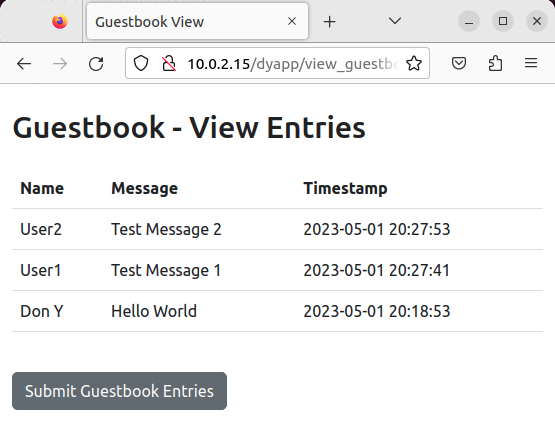 Guestbook View
10.0.2.15/dyapp/view_guestbo
Guestbook - View Entries
Name Message Timestamp
User2 Test Message 2 2023-05-01 20:27:53
User1 Test Message 1 2023-05-01 20:27:41
Don Y Hello World 2023-05-01 20:18:53
Submit Guestbook Entries